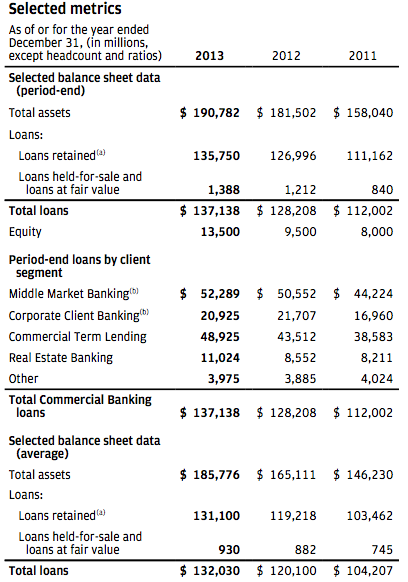 Selected metrics
As of or for the year ended
December 31, (in millions,
except headcount and ratios) 2013 2012 2011
Selected balance sheet data
(period-end)
Total assets $ 190,782 $ 181,502 $ 158,040
Loans:
Loans retained(a) 135,750 126,996 111,162
Loans held-for-sale and
loans at fair value 1,388 1,212 840
Total loans $ 137,138 $ 128,208 $ 112,002
Equity 13,500 9,500 8,000
Period-end loans by client
segment
Middle Market Banking(b) $ 52,289 $ 50,552 $ 44,224
Corporate Client Banking(b) 20,925 21,707 16,960
Commercial Term Lending 48,925 43,512 38,583
Real Estate Banking 11,024 8,552 8,211
Other 3,975 3,885 4,024
Total Commercial Banking
loans $ 137,138 $ 128,208 $ 112,002
Selected balance sheet data
(average)
Total assets $ 185,776 $ 165,111 $ 146,230
Loans:
Loans retained(a) 131,100 119,218 103,462
Loans held-for-sale and
loans at fair value 930 882 745
Total loans $ 132,030 $ 120,100 $ 104,207